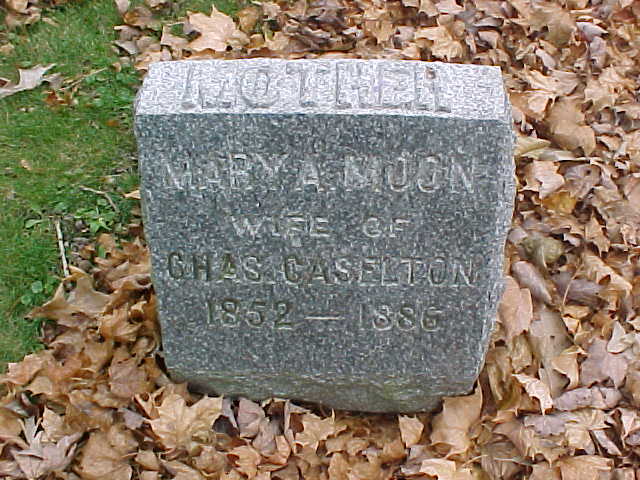 MOTHER
MARY A. MOON
WIFE OF
CHAS. CASELTON
1852 — 1886